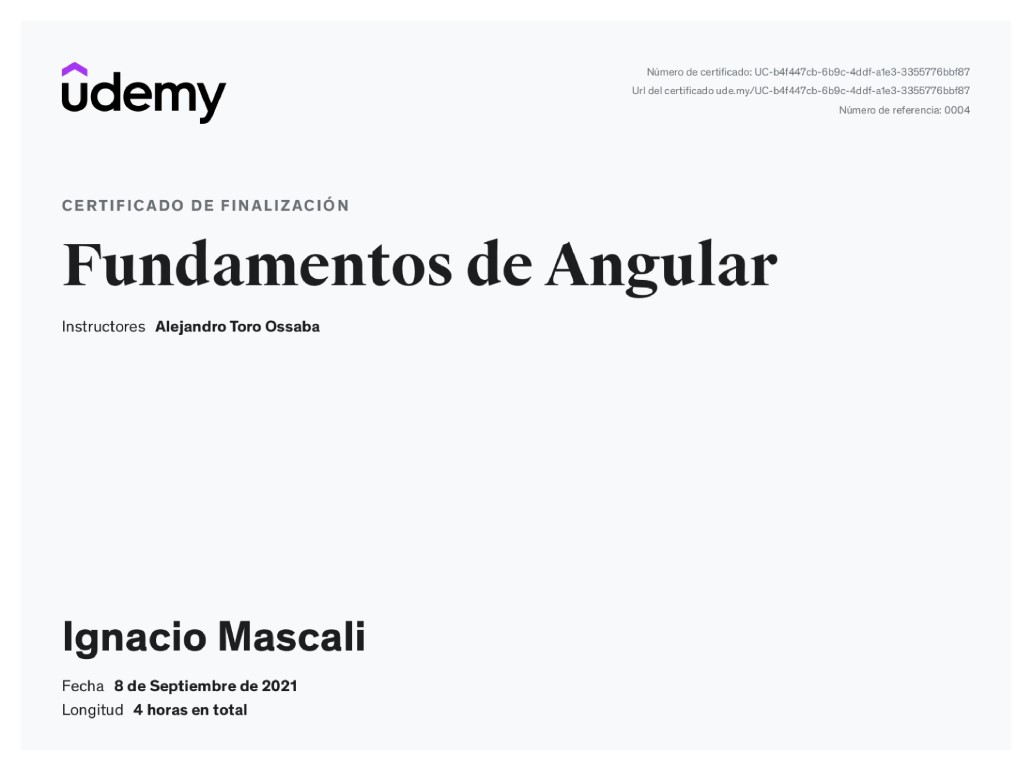 udemy
Número de certificado: UC-b4f447cb-6b9c-4ddf-a1e3-3355776bbf87
Url del certificado ude.my/UC-b4f447cb-6b9c-4ddf-a1e3-3355776bbf87
Número de referencia: 0004
CERTIFICADO DE FINALIZACIÓN
Fundamentos de Angular
Instructores Alejandro Toro Ossaba
Ignacio Mascali
Fecha 8 de Septiembre de 2021
Longitud 4 horas en total